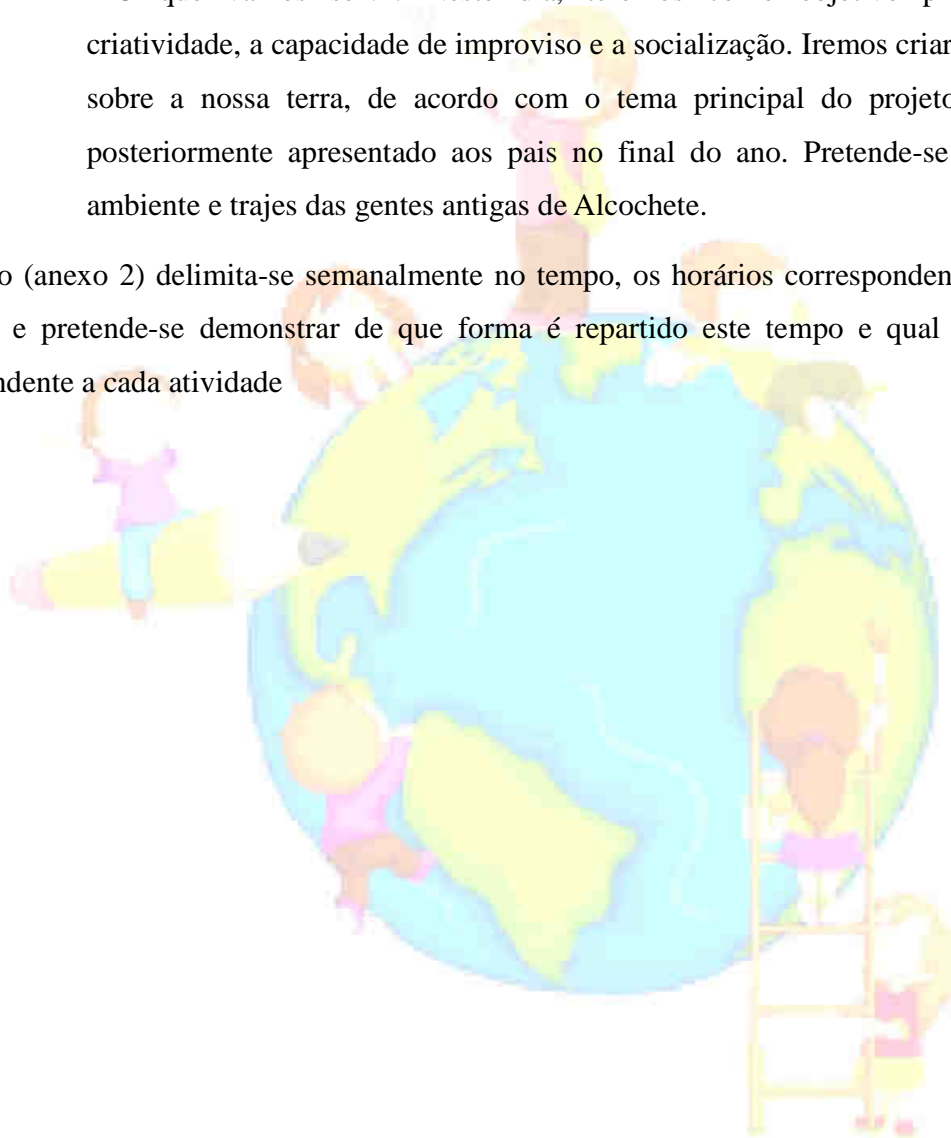 criatividade, a capacidade de improviso e a socialização. Iremos criar
sobre a nossa terra, de acordo com o tema principal do projeto
posteriormente apresentado aos pais no final do ano. Pretende-se
ambiente e trajes das gentes antigas de Alcochete.
o (anexo 2) delimita-se semanalmente no tempo, os horários corresponden
e pretende-se demonstrar de que forma é repartido este tempo e qual
ndente a cada atividade